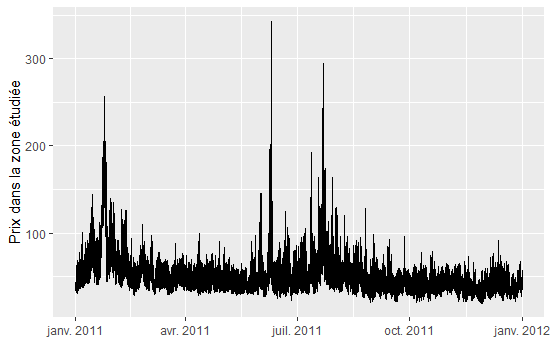 Prix dans la zone étudiée
300
200
100
janv. 2011
avr. 2011
juil. 2011
oct. 2011
janv. 2012